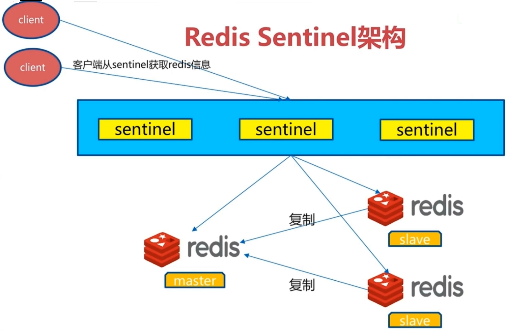 client
Redis Sentinel架构
client
客户端从sentinel获取redis信息
sentinel
sentinel
sentinel
redis
复制
slave
redis
master
复制
redis
slave